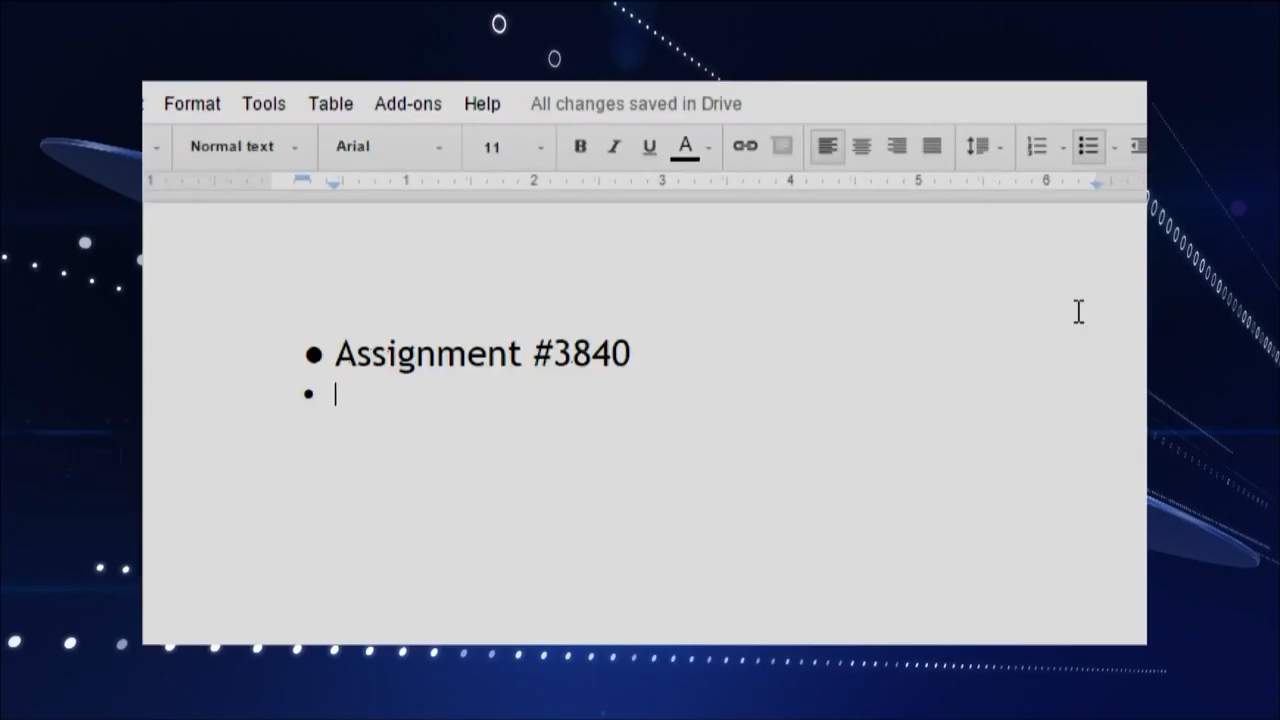 Format Tools Table Add-ons Help All changes saved in Drive
Normal text Arial 11 B I U A
1 1 2 3 4 5 6
• Assignment #3840
•